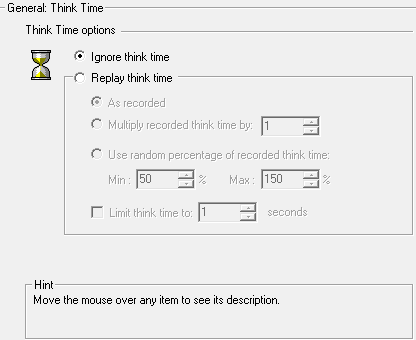 General: Think Time
Think Time options
Ignore think time
Replay think time
As recorded
Multiply recorded think time by: 1
Use random percentage of recorded think time:
Min : 50 % Max : 150 %
Limit think time to: 1 seconds
Hint
Move the mouse over any item to see its description.